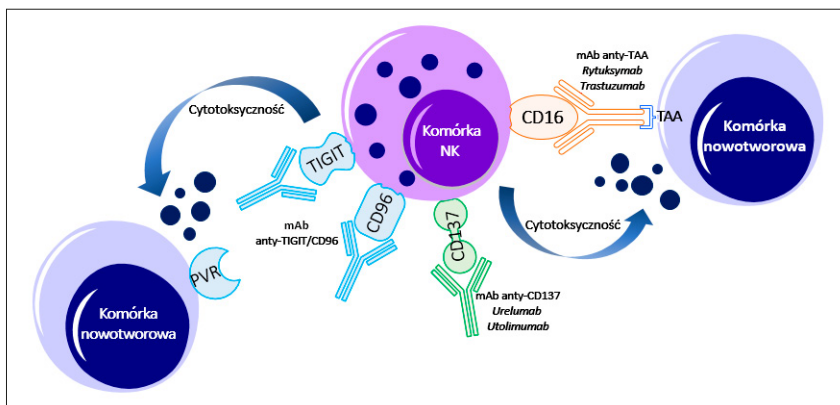 mAb anty-TAA
Rytuksymab
Trastuzumab
Cytotoksyczność
Komórka
NK
CD16
TAA
Komórka
nowotworowa
TIGIT
CD96
mAb
anty-TIGIT/CD96
CD137
Cytotoksyczność
PVR
mAb anty-CD137
Urelumab
Utolimumab
Komórka
nowotworowa